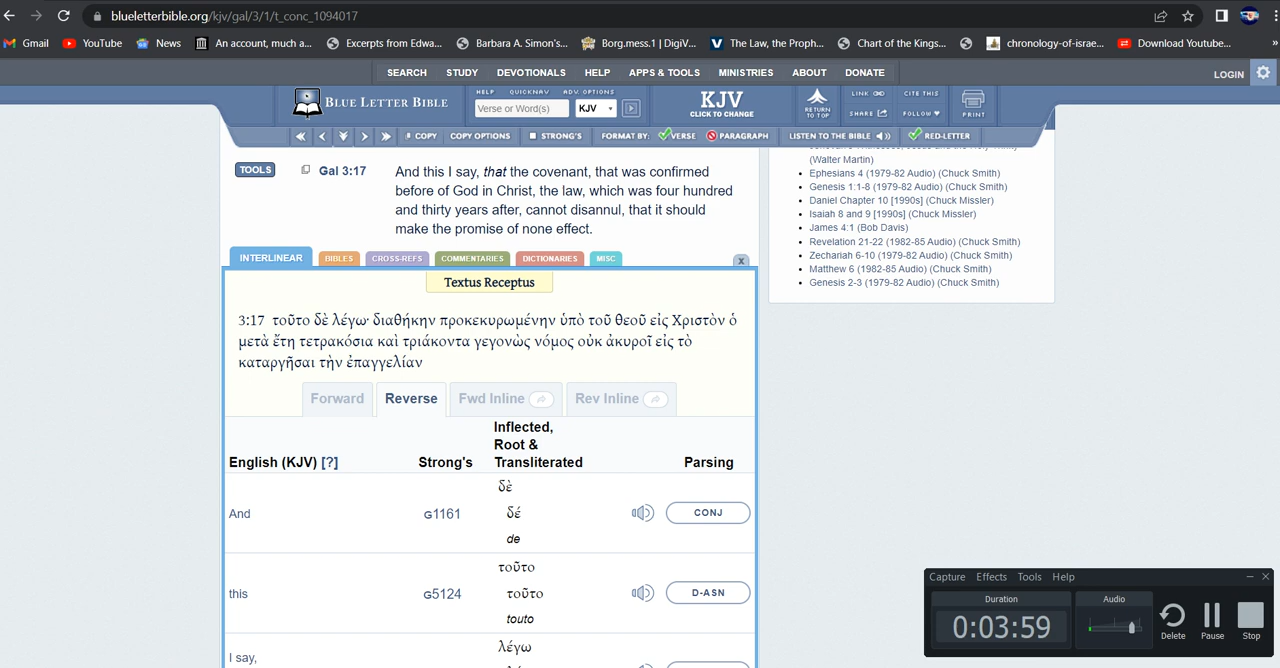 blueletterbible.org/kjv/gal/3/1/t_conc_1094017
Gmail YouTube News An account, much a... Excerpts from Edwa... Barbara A. Simon's... Borg.mess.1 | DigiV... The Law, the Proph... Chart of the Kings... chronology-of-israe... Download Youtube... »
SEARCH STUDY DEVOTIONALS HELP APPS & TOOLS MINISTRIES ABOUT DONATE LOGIN
HELP QUICKNAV ADV. OPTIONS
BLUE LETTER BIBLE Verse or Word(s) KJV
KJV
CLICK TO CHANGE
RETURN TO TOP
LINK CITE THIS
SHARE FOLLOW PRINT
COPY COPY OPTIONS STRONG'S FORMAT BY: VERSE PARAGRAPH LISTEN TO THE BIBLE RED-LETTER
(Walter Martin)
Ephesians 4 (1979-82 Audio) (Chuck Smith)
Genesis 1:1-8 (1979-82 Audio) (Chuck Smith)
Daniel Chapter 10 [1990s] (Chuck Missler)
Isaiah 8 and 9 [1990s] (Chuck Missler)
James 4:1 (Bob Davis)
Revelation 21-22 (1982-85 Audio) (Chuck Smith)
Zechariah 6-10 (1979-82 Audio) (Chuck Smith)
Matthew 6 (1982-85 Audio) (Chuck Smith)
Genesis 2-3 (1979-82 Audio) (Chuck Smith)
TOOLS Gal 3:17 And this I say, that the covenant, that was confirmed
before of God in Christ, the law, which was four hundred
and thirty years after, cannot disannul, that it should
make the promise of none effect.
INTERLINEAR BIBLES CROSS-REFS COMMENTARIES DICTIONARIES MISC x
Textus Receptus
3:17 τοῦτο δὲ λέγω· διαθήκην προκεκυρωμένην ὑπὸ τοῦ θεοῦ εἰς Χριστὸν ὁ
μετὰ ἔτη τετρακόσια καὶ τριάκοντα γεγονὼς νόμος οὐκ ἀκυροῖ εἰς τὸ
καταργῆσαι τὴν ἐπαγγελίαν
Forward Reverse Fwd Inline Rev Inline
Inflected,
Root &
English (KJV) [?] Strong's Transliterated Parsing
δὲ
And G1161 δέ CONJ
de
τοῦτο
this G5124 τοῦτο D-ASN
touto
λέγω
I say,
Capture Effects Tools Help
Duration Audio
0:03:59
Delete Pause Stop